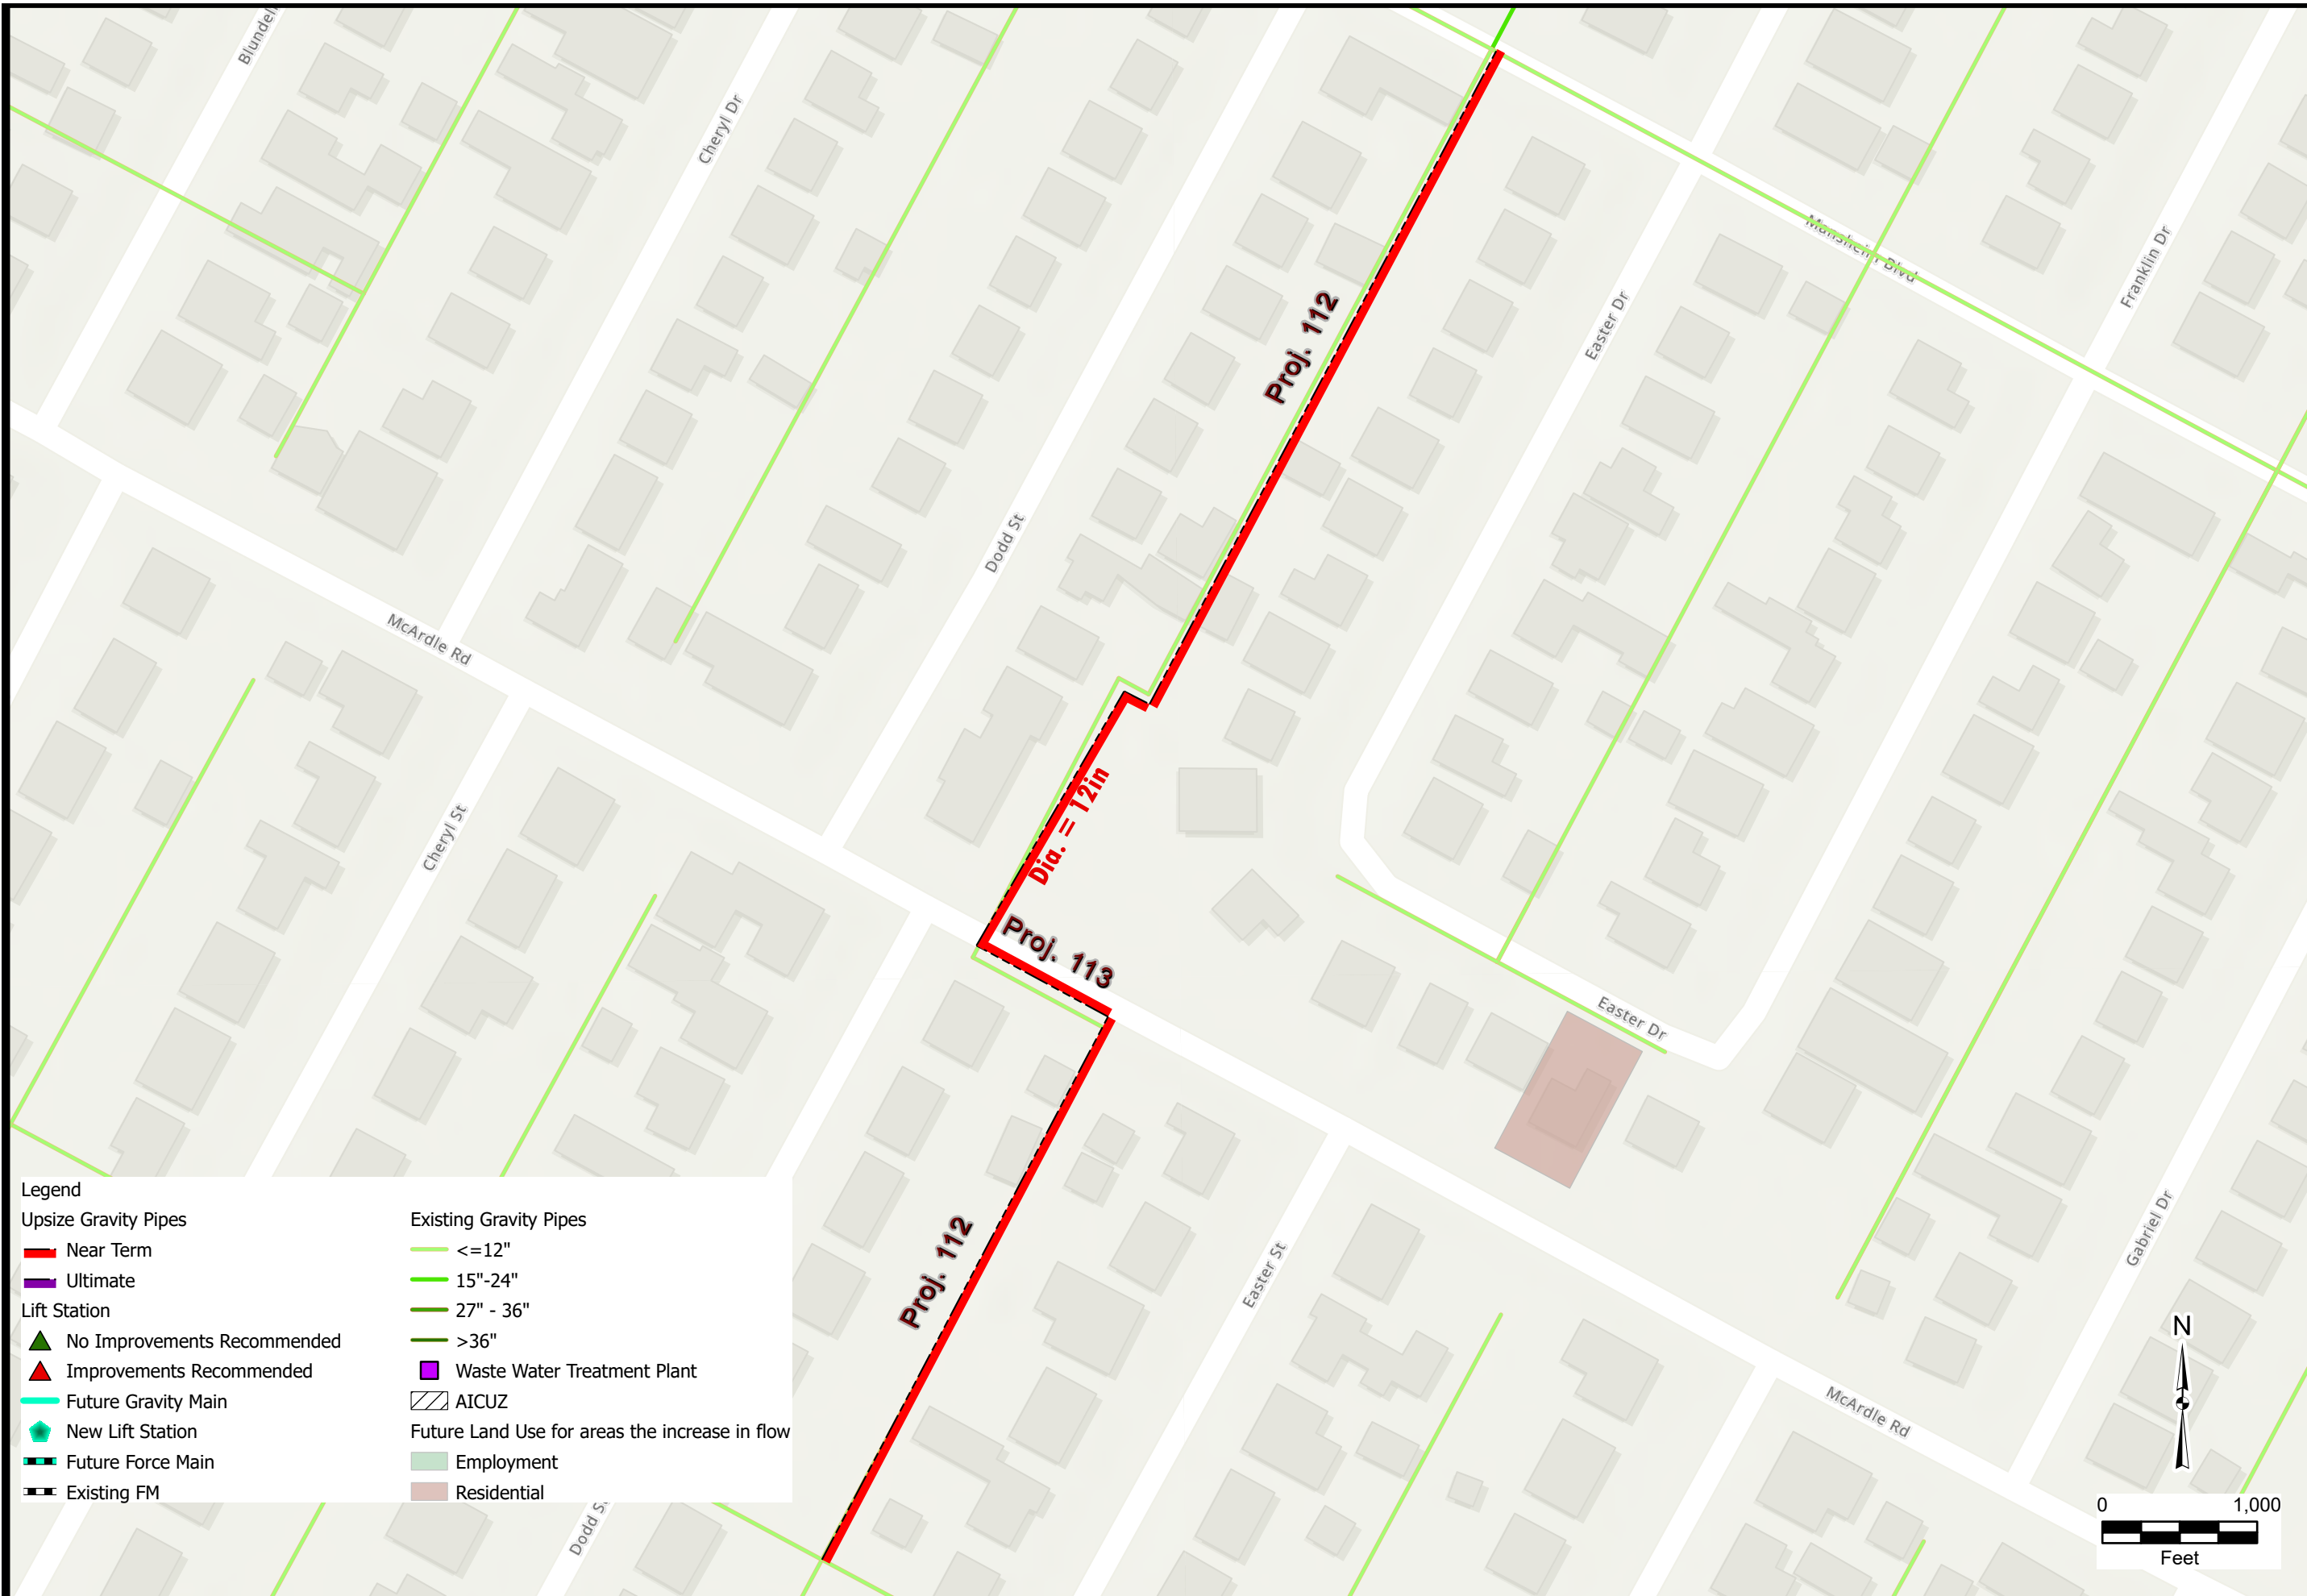 Blundell
Cheryl Dr
Mansheim Blvd
Franklin Dr
Proj. 112
Easter Dr
Dodd St
McArdle Rd
Dia. = 12in
Cheryl St
Proj. 113
Easter Dr
Proj. 112
Easter St
Gabriel Dr
McArdle Rd
Dodd St
Legend
Upsize Gravity Pipes
Near Term
Ultimate
Lift Station
No Improvements Recommended
Improvements Recommended
Future Gravity Main
New Lift Station
Future Force Main
Existing FM
Existing Gravity Pipes
<=12"
15"-24"
27" - 36"
>36"
Waste Water Treatment Plant
AICUZ
Future Land Use for areas the increase in flow
Employment
Residential
N
0 1,000
Feet